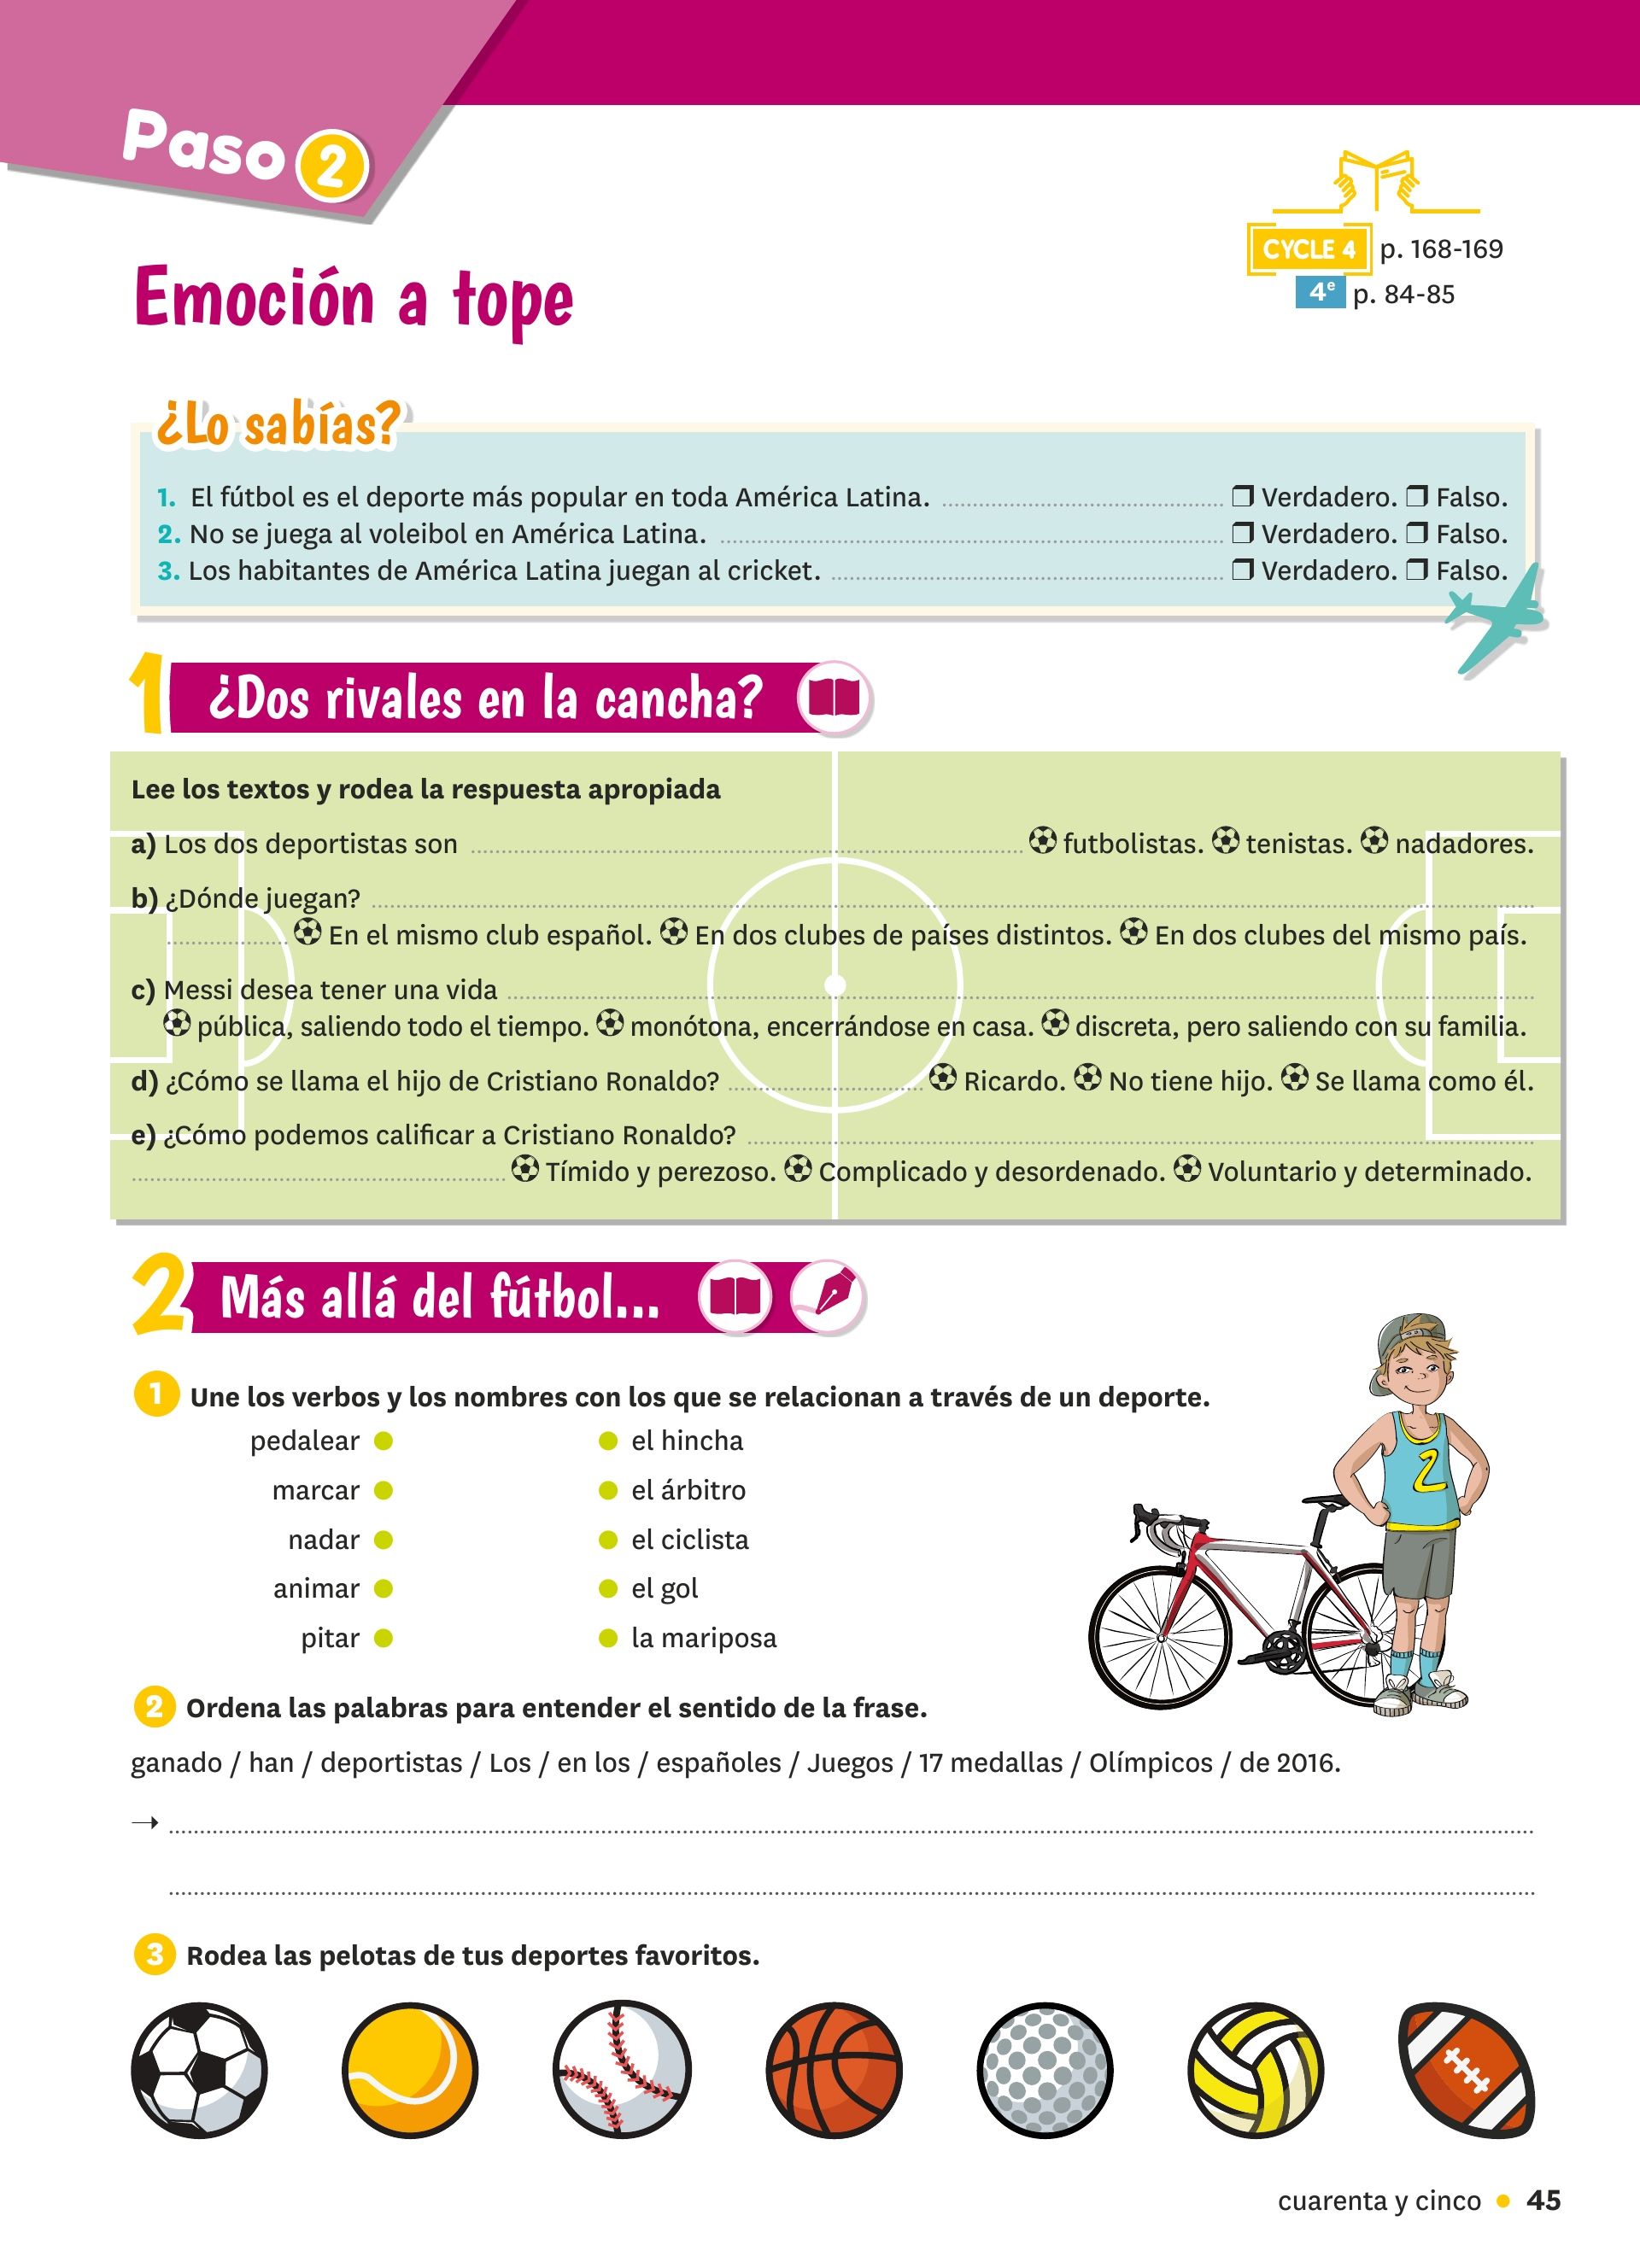 Paso 2
CYCLE 4 p. 168-169
4e p. 84-85
Emoción a tope
¿Lo sabías?
1. El fútbol es el deporte más popular en toda América Latina. ❒ Verdadero. ❒ Falso.
2. No se juega al voleibol en América Latina. ❒ Verdadero. ❒ Falso.
3. Los habitantes de América Latina juegan al cricket. ❒ Verdadero. ❒ Falso.
1 ¿Dos rivales en la cancha?
Lee los textos y rodea la respuesta apropiada
a) Los dos deportistas son futbolistas. tenistas. nadadores.
b) ¿Dónde juegan?
En el mismo club español. En dos clubes de países distintos. En dos clubes del mismo país.
c) Messi desea tener una vida
pública, saliendo todo el tiempo. monótona, encerrándose en casa. discreta, pero saliendo con su familia.
d) ¿Cómo se llama el hijo de Cristiano Ronaldo? Ricardo. No tiene hijo. Se llama como él.
e) ¿Cómo podemos calificar a Cristiano Ronaldo?
Tímido y perezoso. Complicado y desordenado. Voluntario y determinado.
2 Más allá del fútbol...
1 Une los verbos y los nombres con los que se relacionan a través de un deporte.
pedalear el hincha
marcar el árbitro
nadar el ciclista
animar el gol
pitar la mariposa
2
2 Ordena las palabras para entender el sentido de la frase.
ganado / han / deportistas / Los / en los / españoles / Juegos / 17 medallas / Olímpicos / de 2016.
→
3 Rodea las pelotas de tus deportes favoritos.
cuarenta y cinco • 45